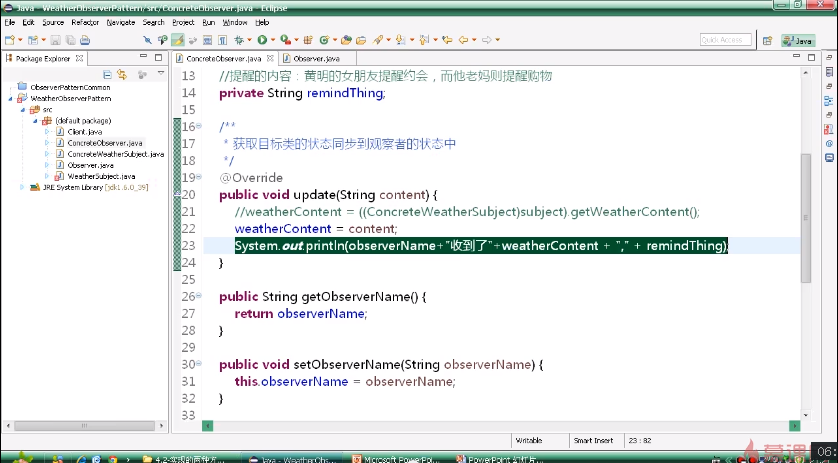 Java - WeatherObserverPattern/src/ConcreteObserver.java - Eclipse
File Edit Source Refactor Navigate Search Project Run Window Help
Quick Access
Java
Package Explorer
ConcreteObserver.java
Observer.java
ObserverPatternCommon
WeatherObserverPattern
src
(default package)
Client.java
ConcreteObserver.java
ConcreteWeatherSubject.java
Observer.java
WeatherSubject.java
JRE System Library [jdk1.6.0_39]
13 //提醒的内容：黄明的女朋友提醒约会，而他老妈则提醒购物
14 private String remindThing;
15
16 /**
17 * 获取目标类的状态同步到观察者的状态中
18 */
19 @Override
20 public void update(String content) {
21 //weatherContent = ((ConcreteWeatherSubject)subject).getWeatherContent();
22 weatherContent = content;
23 System.out.println(observerName+"收到了"+weatherContent + "," + remindThing);
24 }
25
26 public String getObserverName() {
27 return observerName;
28 }
29
30 public void setObserverName(String observerName) {
31 this.observerName = observerName;
32 }
33
Writable
Smart Insert
23 : 82
4.2-实现的两种方...
Java - WeatherObs...
Microsoft PowerPoi...
PowerPoint 幻灯片...
慕课
06: